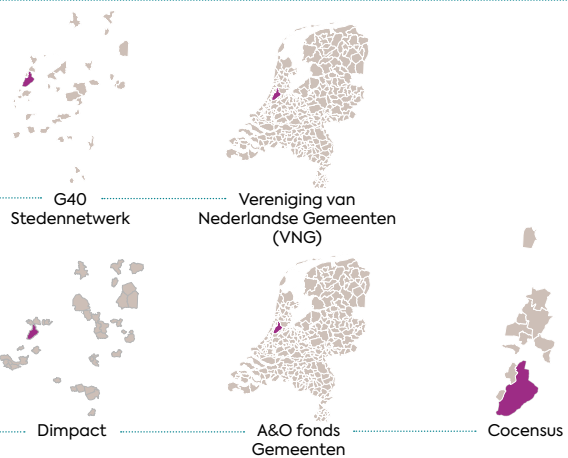 G40
Stedennetwerk
Vereniging van
Nederlandse Gemeenten
(VNG)
Dimpact
A&O fonds
Gemeenten
Cocensus